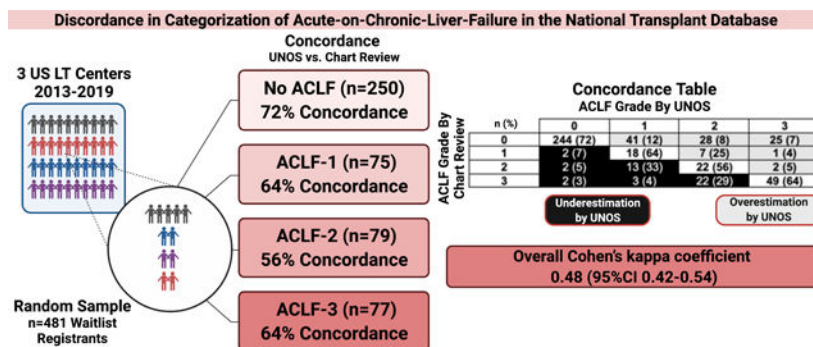 Discordance in Categorization of Acute-on-Chronic-Liver-Failure in the National Transplant Database
3 US LT Centers
2013-2019
Random Sample
n=481 Waitlist
Registrants
Concordance
UNOS vs. Chart Review
No ACLF (n=250)
72% Concordance
ACLF-1 (n=75)
64% Concordance
ACLF-2 (n=79)
56% Concordance
ACLF-3 (n=77)
64% Concordance
Concordance Table
ACLF Grade By UNOS
ACLF Grade By
Chart Review
n (%) 0 1 2 3
0 244 (72) 41 (12) 28 (8) 25 (7)
1 2 (7) 18 (64) 7 (25) 1 (4)
2 2 (5) 13 (33) 22 (56) 2 (5)
3 2 (3) 3 (4) 22 (29) 49 (64)
Underestimation
by UNOS
Overestimation
by UNOS
Overall Cohen's kappa coefficient
0.48 (95%CI 0.42-0.54)